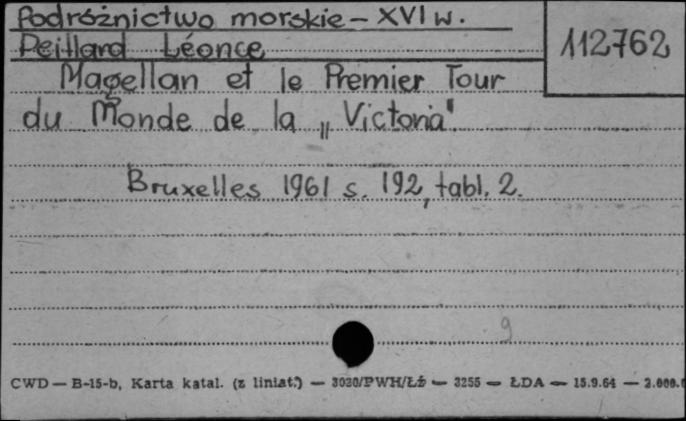 Podróżnictwo morskie - XVI w.
Peillard Léonce
112762
Magellan et le Premier Tour
du Monde de la „Victoria".
Bruxelles 1961 s. 192, tabl. 2.
9
CWD — B-15-b, Karta katal. (z liniat.) — 3030/PWH/Łź — 3255 — ŁDA — 15.9.64 — 2.000.